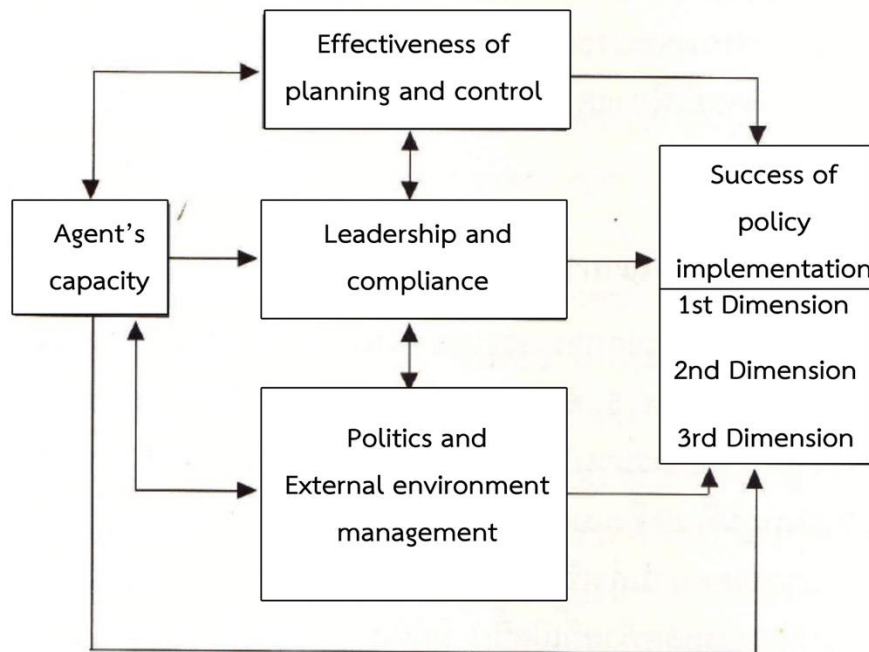 Effectiveness of
planning and control
Agent's
capacity
Leadership and
compliance
Success of
policy
implementation
1st Dimension
2nd Dimension
3rd Dimension
Politics and
External environment
management